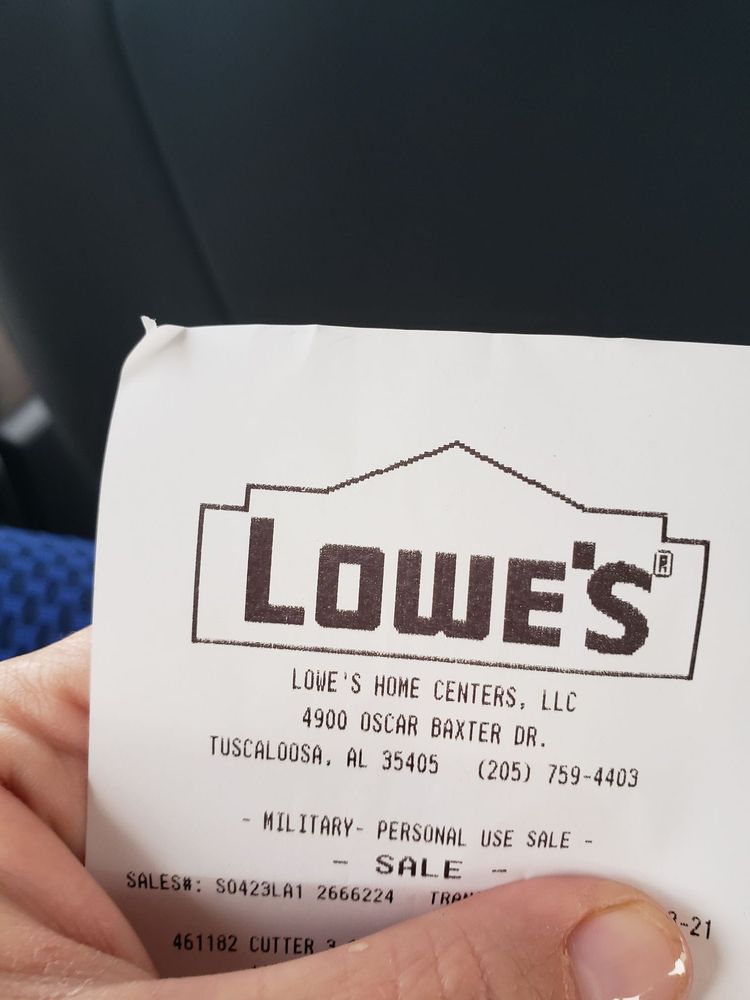 LOWE'S®
LOWE'S HOME CENTERS, LLC
4900 OSCAR BAXTER DR.
TUSCALOOSA, AL 35405 (205) 759-4403
- MILITARY- PERSONAL USE SALE -
- SALE -
SALES#: S0423LA1 2666224
461182 CUTTER